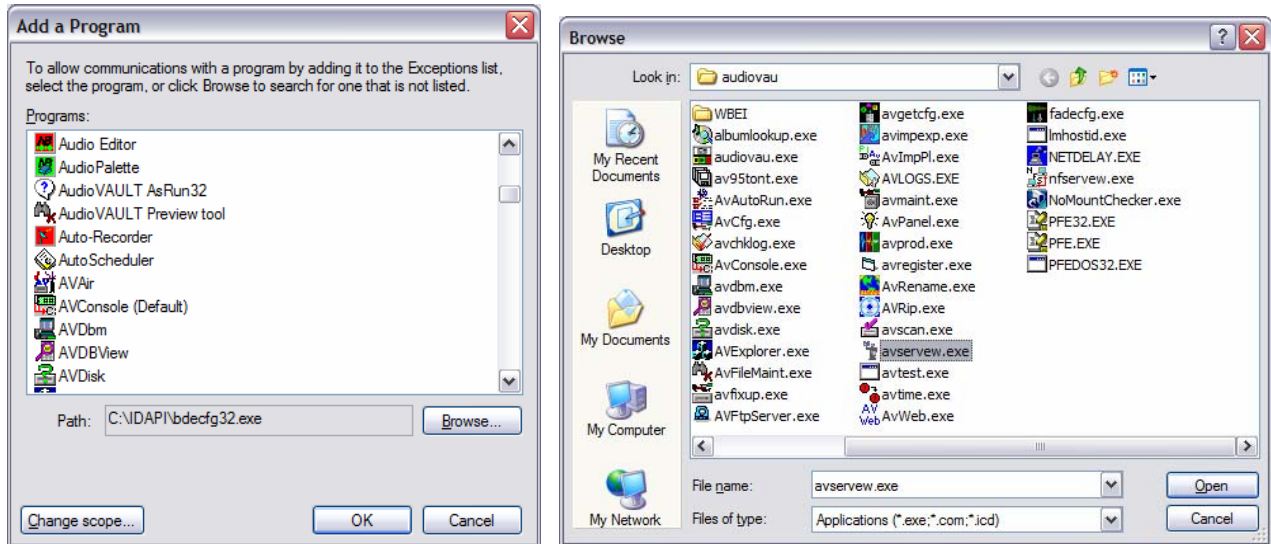 Add a Program
To allow communications with a program by adding it to the Exceptions list,
select the program, or click Browse to search for one that is not listed.
Programs:
Audio Editor
AudioPalette
AudioVAULT AsRun32
AudioVAULT Preview tool
Auto-Recorder
AutoScheduler
AVAir
AVConsole (Default)
AVDbm
AVDBView
AVDisk
Path: C:\IDAPI\bdecfg32.exe Browse...
Change scope... OK Cancel
Browse
Look in: audiovau
My Recent
Documents
Desktop
My Documents
My Computer
My Network
WBEI
albumlookup.exe
audiovau.exe
av95tont.exe
AvAutoRun.exe
AvCfg.exe
avchklog.exe
AvConsole.exe
avdbm.exe
avdbview.exe
avdisk.exe
AVExplorer.exe
AvFileMaint.exe
avfixup.exe
AVFtpServer.exe
avgetcfg.exe
avimpexp.exe
AvImpPl.exe
AVLOGS.EXE
avmaint.exe
AvPanel.exe
avprod.exe
avregister.exe
AvRename.exe
AVRip.exe
avscan.exe
avservew.exe
avtest.exe
avtime.exe
AvWeb.exe
fadecfg.exe
lmhostid.exe
NETDELAY.EXE
nfservew.exe
NoMountChecker.exe
PFE32.EXE
PFE.EXE
PFEDOS32.EXE
File name: avservew.exe Open
Files of type: Applications (*.exe;*.com;*.icd) Cancel